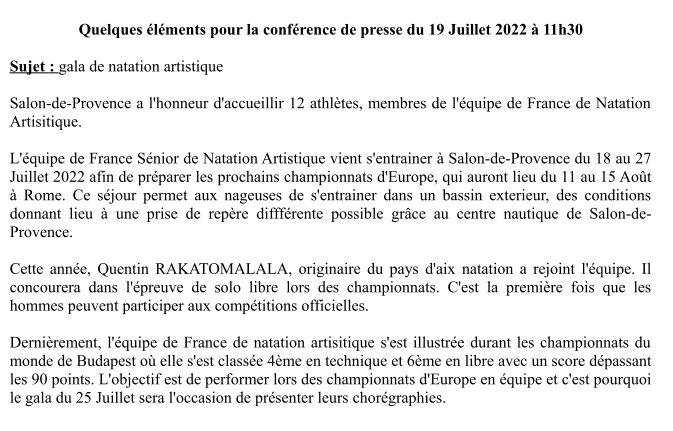 Quelques éléments pour la conférence de presse du 19 Juillet 2022 à 11h30
Sujet : gala de natation artistique
Salon-de-Provence a l'honneur d'accueillir 12 athlètes, membres de l'équipe de France de Natation
Artisitique.
L'équipe de France Sénior de Natation Artistique vient s'entrainer à Salon-de-Provence du 18 au 27
Juillet 2022 afin de préparer les prochains championnats d'Europe, qui auront lieu du 11 au 15 Août
à Rome. Ce séjour permet aux nageuses de s'entrainer dans un bassin exterieur, des conditions
donnant lieu à une prise de repère diffférente possible grâce au centre nautique de Salon-de-
Provence.
Cette année, Quentin RAKATOMALALA, originaire du pays d'aix natation a rejoint l'équipe. Il
concourera dans l'épreuve de solo libre lors des championnats. C'est la première fois que les
hommes peuvent participer aux compétitions officielles.
Dernièrement, l'équipe de France de natation artisitique s'est illustrée durant les championnats du
monde de Budapest où elle s'est classée 4ème en technique et 6ème en libre avec un score dépassant
les 90 points. L'objectif est de performer lors des championnats d'Europe en équipe et c'est pourquoi
le gala du 25 Juillet sera l'occasion de présenter leurs chorégraphies.